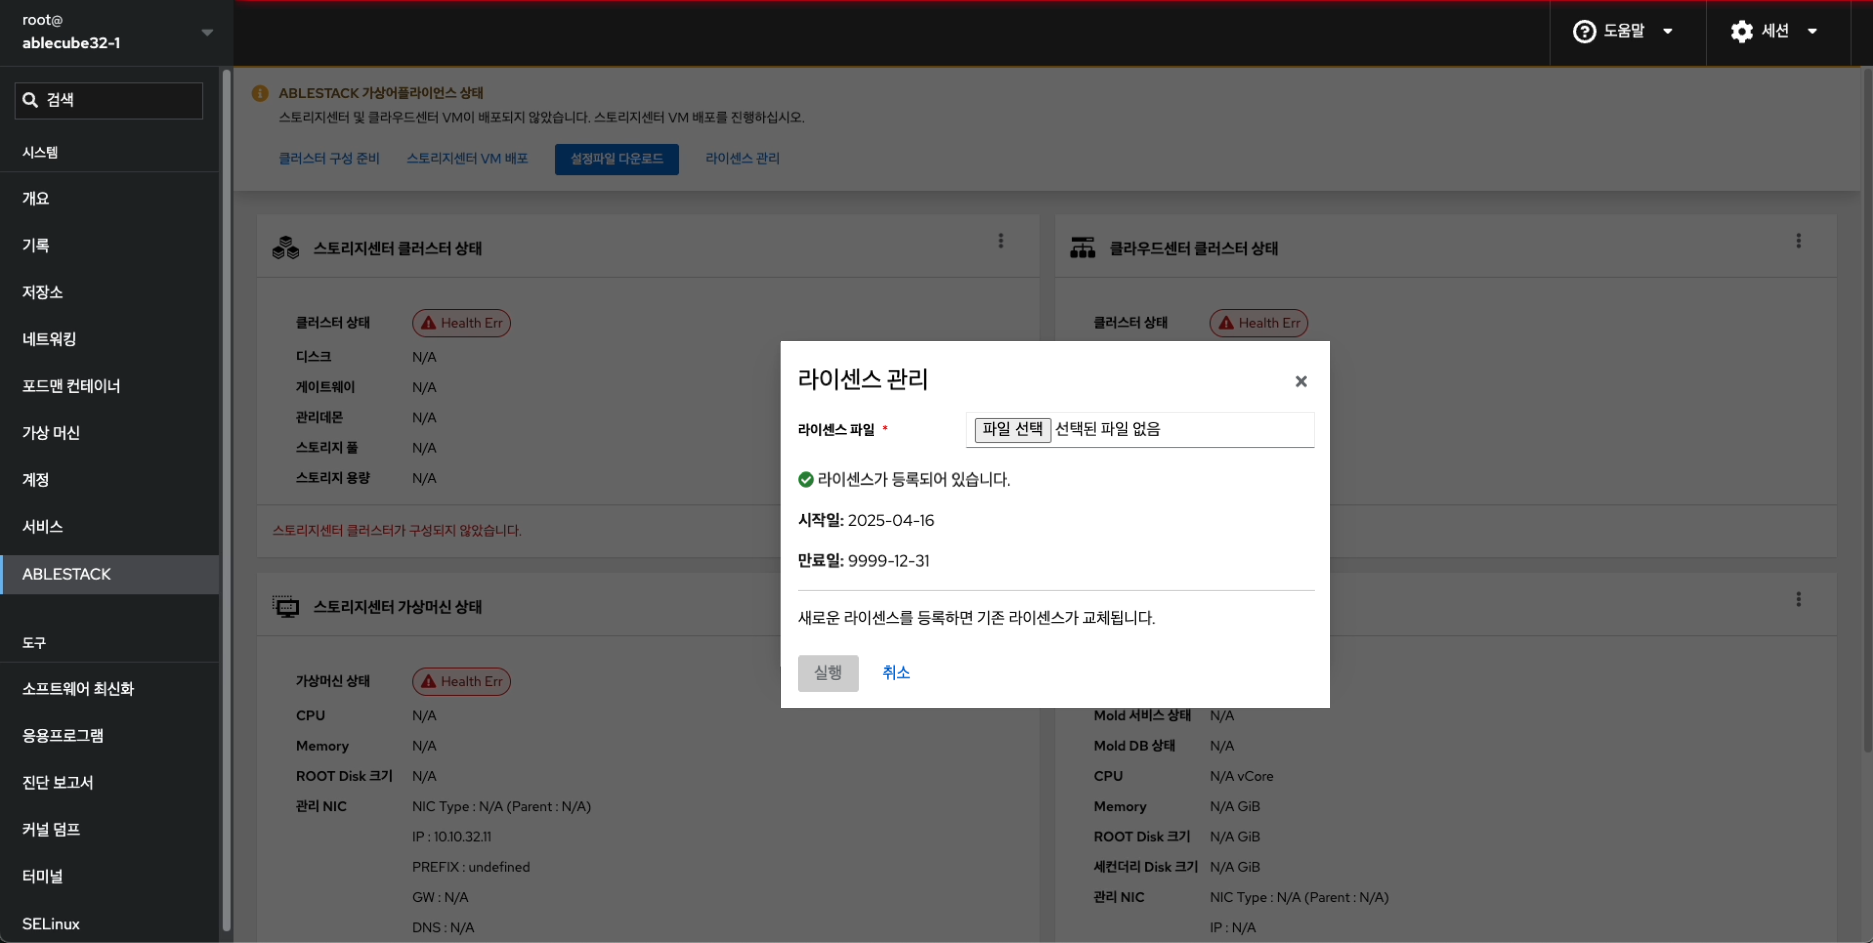 root@
ablecube32-1
도움말
세션
검색
시스템
개요
기록
저장소
네트워킹
포드맨 컨테이너
가상 머신
계정
서비스
ABLESTACK
도구
소프트웨어 최신화
응용프로그램
진단 보고서
커널 덤프
터미널
SELinux
ABLESTACK 가상어플라이언스 상태
스토리지센터 및 클라우드센터 VM이 배포되지 않았습니다. 스토리지센터 VM 배포를 진행하십시오.
클러스터 구성 준비 스토리지센터 VM 배포 설정파일 다운로드 라이센스 관리
스토리지센터 클러스터 상태
클러스터 상태 Health Err
디스크 N/A
게이트웨이 N/A
관리데몬 N/A
스토리지 풀 N/A
스토리지 용량 N/A
스토리지센터 클러스터가 구성되지 않았습니다.
클라우드센터 클러스터 상태
클러스터 상태 Health Err
라이센스 관리
라이센스 파일 *
파일 선택 선택된 파일 없음
라이센스가 등록되어 있습니다.
시작일: 2025-04-16
만료일: 9999-12-31
새로운 라이센스를 등록하면 기존 라이센스가 교체됩니다.
실행 취소
스토리지센터 가상머신 상태
가상머신 상태 Health Err
CPU N/A
Memory N/A
ROOT Disk 크기 N/A
관리 NIC NIC Type : N/A (Parent : N/A)
IP : 10.10.32.11
PREFIX : undefined
GW : N/A
DNS : N/A
Mold 서비스 상태 N/A
Mold DB 상태 N/A
CPU N/A vCore
Memory N/A GiB
ROOT Disk 크기 N/A GiB
세컨더리 Disk 크기 N/A GiB
관리 NIC NIC Type : N/A (Parent : N/A)
IP : N/A